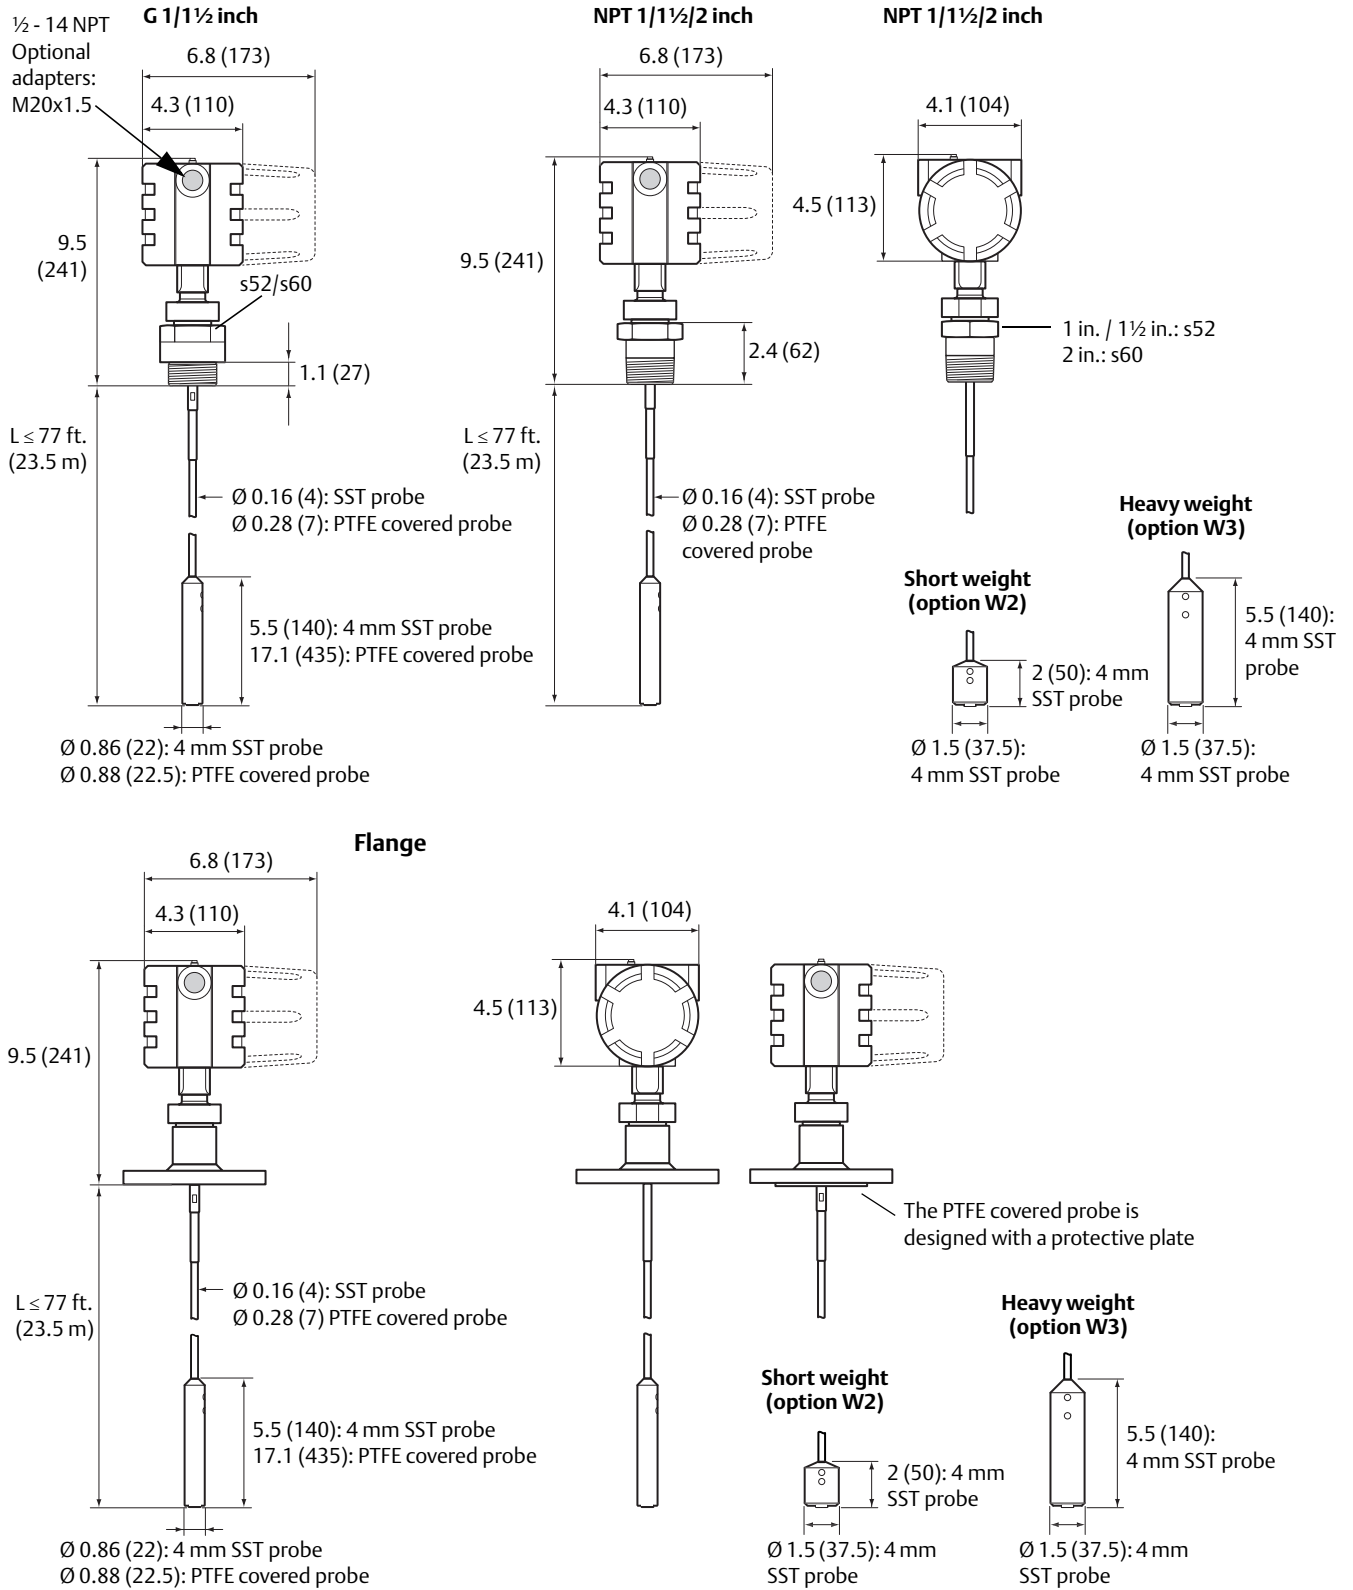 ½ - 14 NPT
Optional
adapters:
M20x1.5
G 1/1½ inch
6.8 (173)
4.3 (110)
9.5
(241)
s52/s60
1.1 (27)
L ≤ 77 ft.
(23.5 m)
Ø 0.16 (4): SST probe
Ø 0.28 (7): PTFE covered probe
5.5 (140): 4 mm SST probe
17.1 (435): PTFE covered probe
Ø 0.86 (22): 4 mm SST probe
Ø 0.88 (22.5): PTFE covered probe
NPT 1/1½/2 inch
6.8 (173)
4.3 (110)
9.5 (241)
2.4 (62)
L ≤ 77 ft.
(23.5 m)
Ø 0.16 (4): SST probe
Ø 0.28 (7): PTFE
covered probe
NPT 1/1½/2 inch
4.1 (104)
4.5 (113)
1 in. / 1½ in.: s52
2 in.: s60
Short weight
(option W2)
2 (50): 4 mm
SST probe
Ø 1.5 (37.5):
4 mm SST probe
Heavy weight
(option W3)
5.5 (140):
4 mm SST
probe
Ø 1.5 (37.5):
4 mm SST probe
Flange
6.8 (173)
4.3 (110)
9.5 (241)
L ≤ 77 ft.
(23.5 m)
Ø 0.16 (4): SST probe
Ø 0.28 (7) PTFE covered probe
5.5 (140): 4 mm SST probe
17.1 (435): PTFE covered probe
Ø 0.86 (22): 4 mm SST probe
Ø 0.88 (22.5): PTFE covered probe
4.1 (104)
4.5 (113)
The PTFE covered probe is
designed with a protective plate
Short weight
(option W2)
2 (50): 4 mm
SST probe
Ø 1.5 (37.5): 4 mm
SST probe
Heavy weight
(option W3)
5.5 (140):
4 mm SST probe
Ø 1.5 (37.5): 4 mm
SST probe